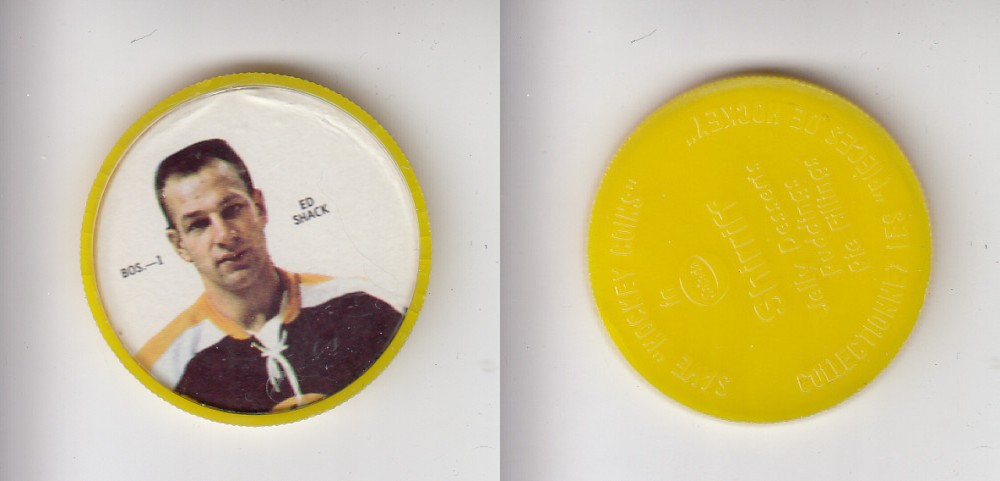 ED
SHACK
BOS.—1
SAVE "HOCKEY COINS"
COLLECTIONNEZ LES "PIECES DE HOCKEY"
in
Shirriff
Desserts
Jelly
Puddings
Pie Fillings